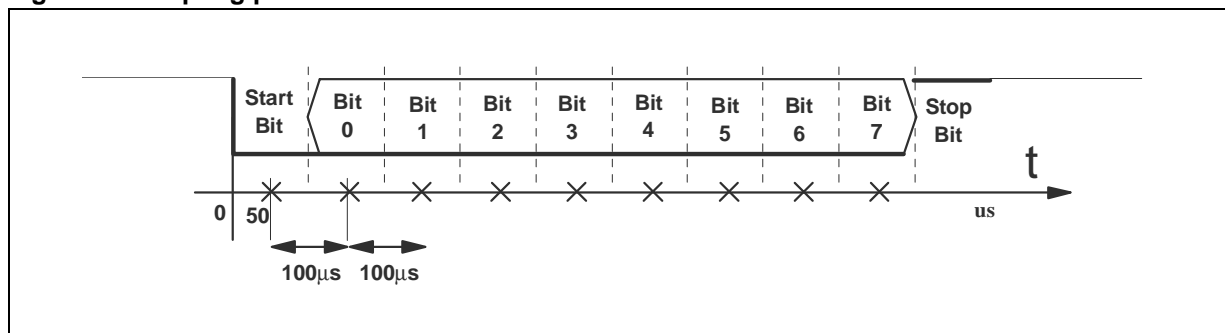 Start Bit
Bit 0
Bit 1
Bit 2
Bit 3
Bit 4
Bit 5
Bit 6
Bit 7
Stop Bit
t
0
50
us
100μs
100μs